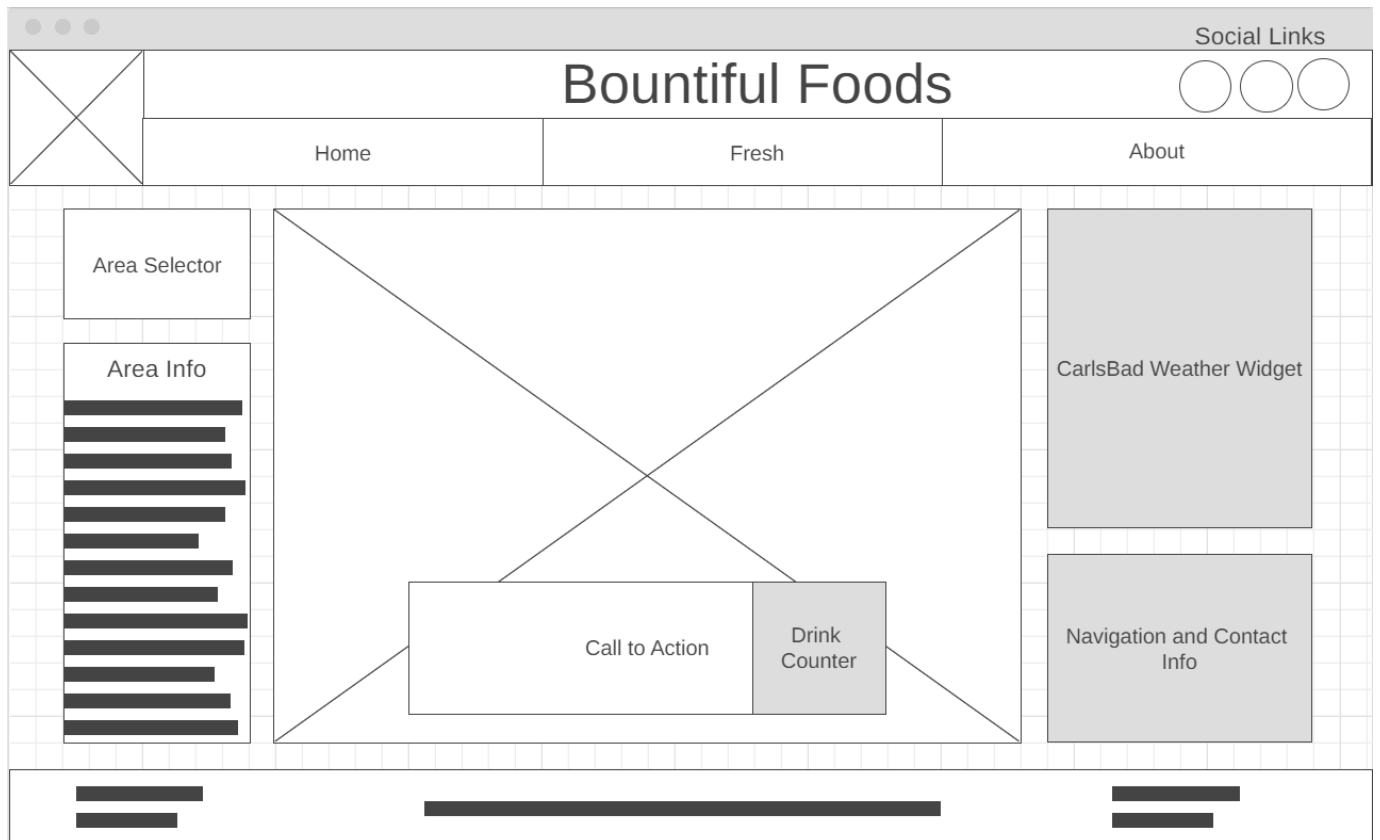 Social Links
Bountiful Foods
Home
Fresh
About
Area Selector
Area Info
CarlsBad Weather Widget
Call to Action
Drink
Counter
Navigation and Contact
Info